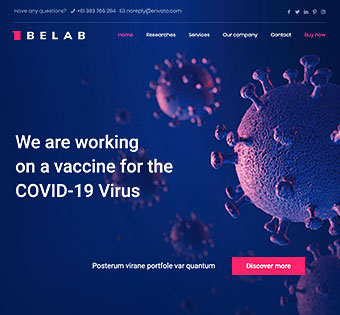 Have any questions? +61 383 766 284 noreply@envato.com
BELAB Home Researches Services Our company Contact Buy now
We are working
on a vaccine for the
COVID-19 Virus
Posterum virane portfole var quantum Discover more